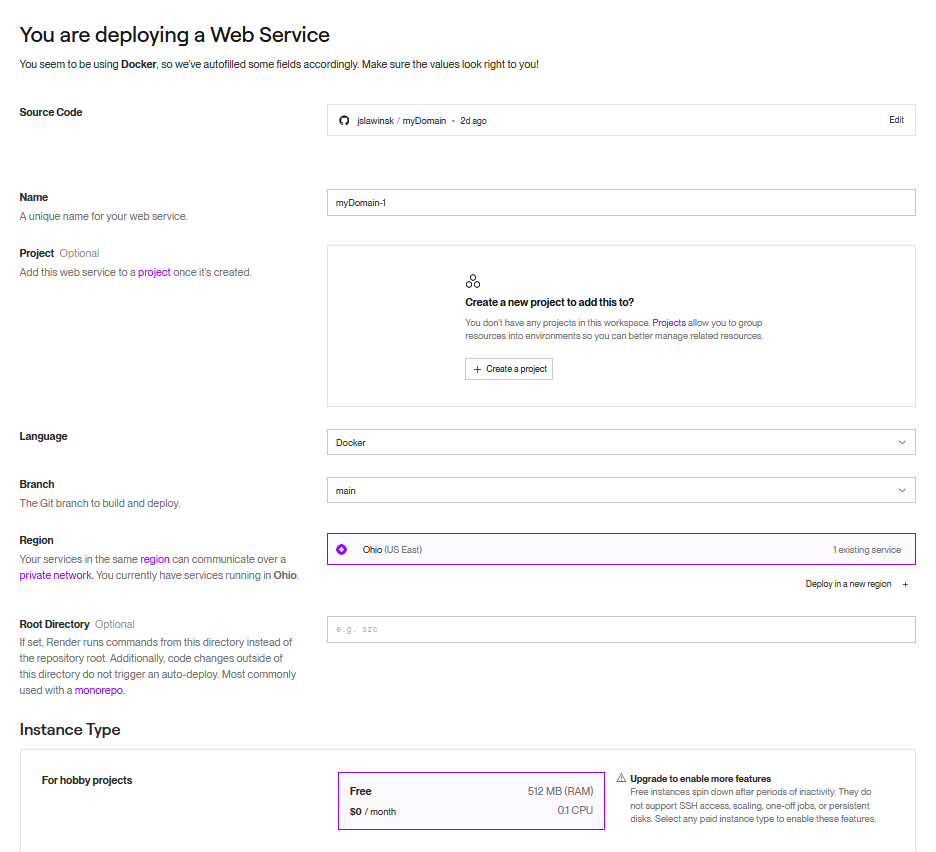 You are deploying a Web Service
You seem to be using Docker, so we've autofilled some fields accordingly. Make sure the values look right to you!
Source Code
jslawinsk / myDomain • 2d ago
Edit
Name
A unique name for your web service.
myDomain-1
Project Optional
Add this web service to a project once it's created.
Create a new project to add this to?
You don't have any projects in this workspace. Projects allow you to group
resources into environments so you can better manage related resources.
+ Create a project
Language
Docker
Branch
The Git branch to build and deploy.
main
Region
Your services in the same region can communicate over a
private network. You currently have services running in Ohio.
Ohio (US East)
1 existing service
Deploy in a new region +
Root Directory Optional
If set, Render runs commands from this directory instead of
the repository root. Additionally, code changes outside of
this directory do not trigger an auto-deploy. Most commonly
used with a monorepo.
e.g. src
Instance Type
For hobby projects
Free
512 MB (RAM)
$0 / month
0.1 CPU
Upgrade to enable more features
Free instances spin down after periods of inactivity. They do
not support SSH access, scaling, one-off jobs, or persistent
disks. Select any paid instance type to enable these features.